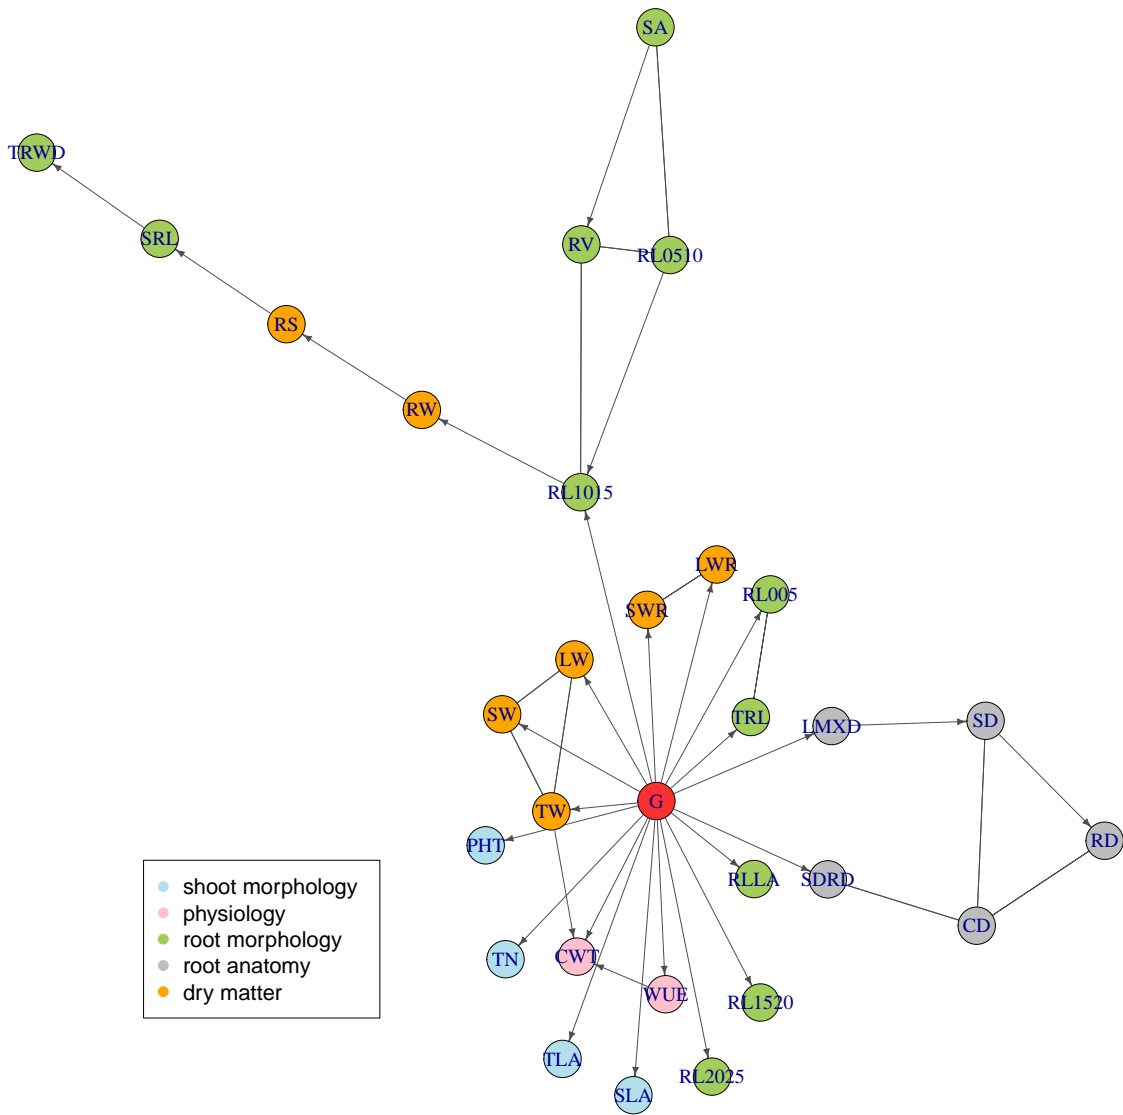 SA
TRWD
SRL
RV
RL0510
RS
RW
RL1015
LWR
RL005
SWR
LW
SW
TRL
LMXD
SD
G
TW
PHT
RD
RLLA
SDRD
CD
TN
CWT
WUE
RL1520
TLA
SLA
RL2025
shoot morphology
physiology
root morphology
root anatomy
dry matter